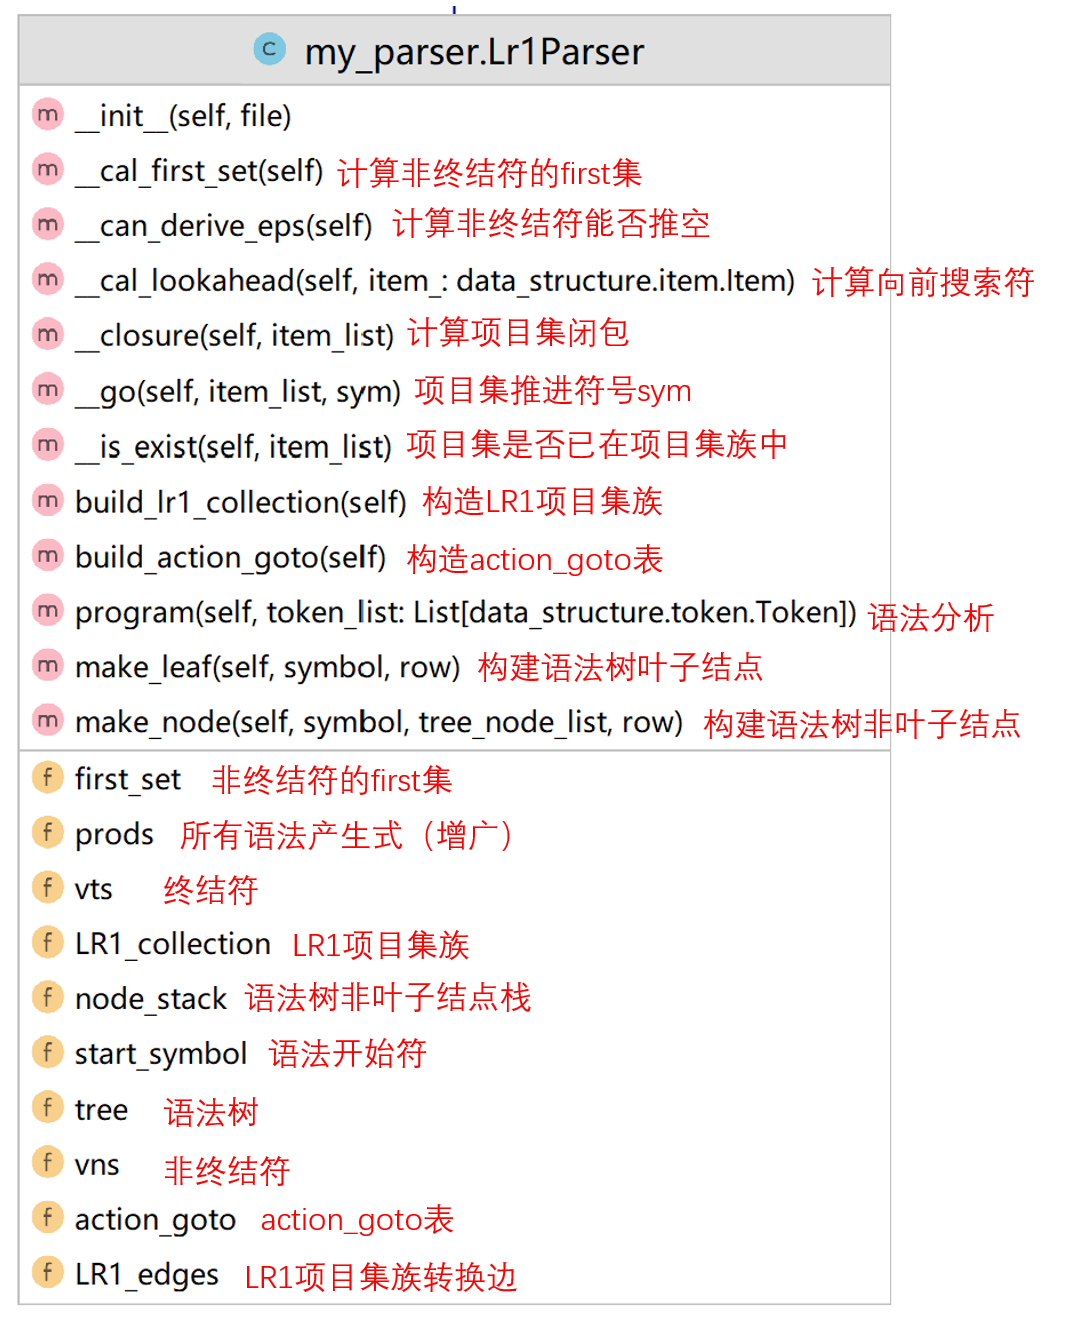 C my_parser.Lr1Parser
m __init__(self, file)
m __cal_first_set(self) 计算非终结符的first集
m __can_derive_eps(self) 计算非终结符能否推空
m __cal_lookahead(self, item_: data_structure.item.Item) 计算向前搜索符
m __closure(self, item_list) 计算项目集闭包
m __go(self, item_list, sym) 项目集推进符号sym
m __is_exist(self, item_list) 项目集是否已在项目集族中
m build_lr1_collection(self) 构造LR1项目集族
m build_action_goto(self) 构造action_goto表
m program(self, token_list: List[data_structure.token.Token]) 语法分析
m make_leaf(self, symbol, row) 构建语法树叶子结点
m make_node(self, symbol, tree_node_list, row) 构建语法树非叶子结点
f first_set 非终结符的first集
f prods 所有语法产生式（增广）
f vts 终结符
f LR1_collection LR1项目集族
f node_stack 语法树非叶子结点栈
f start_symbol 语法开始符
f tree 语法树
f vns 非终结符
f action_goto action_goto表
f LR1_edges LR1项目集族转换边